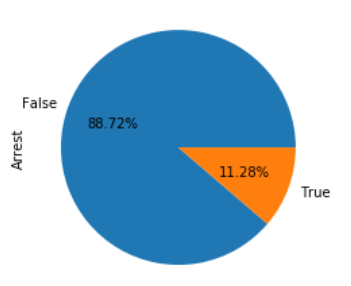 False
88.72%
Arrest
11.28%
True